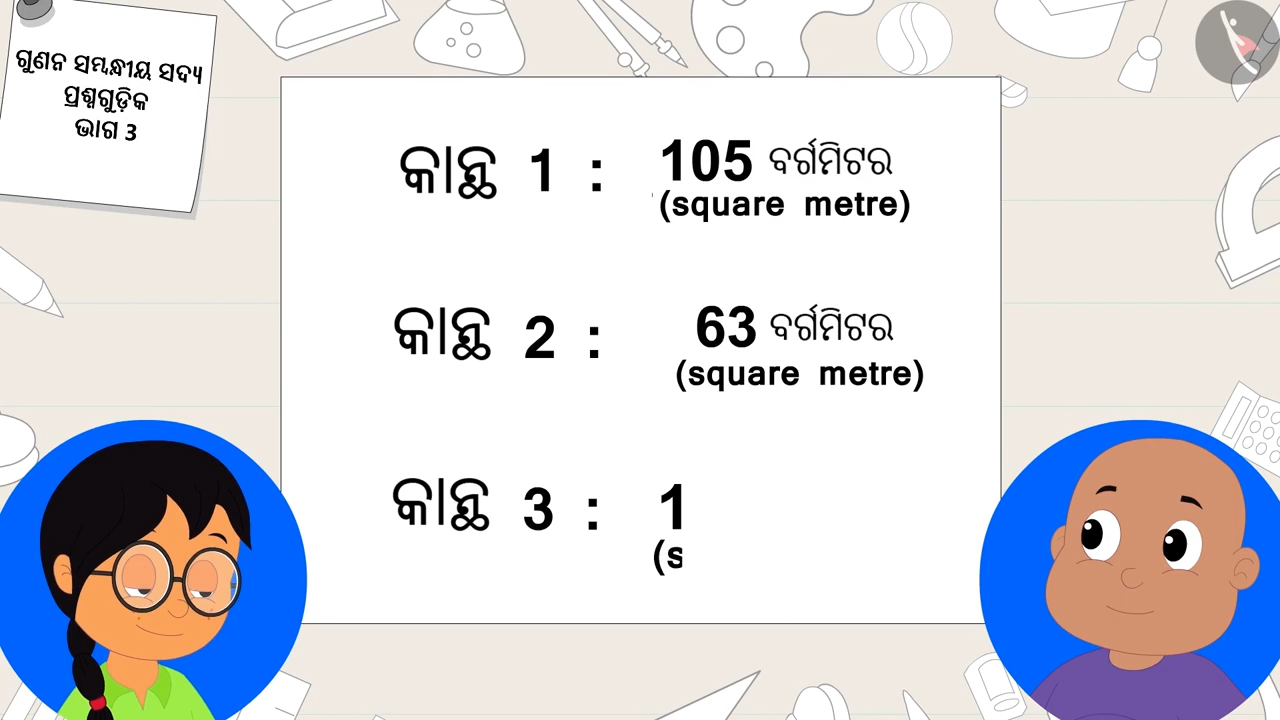 ଗୁଣନ ସମ୍ବନ୍ଧୀୟ ସଦ୍ୟ
ପ୍ରଶ୍ନଗୁଡ଼ିକ
ଭାଗ 3
କାନ୍ଥ 1 : 105 ବର୍ଗମିଟର
(square metre)
କାନ୍ଥ 2 : 63 ବର୍ଗମିଟର
(square metre)
କାନ୍ଥ 3 : 1
(s